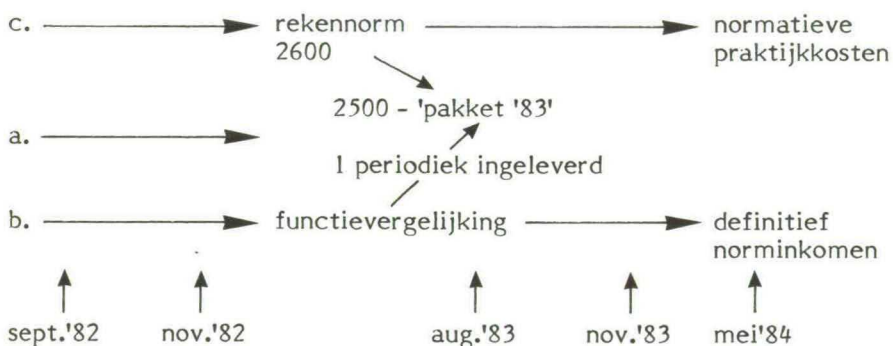 c. rekennorm normatieve
2600 praktijkkosten
2500 - 'pakket '83'
a.
1 periodiek ingeleverd
b. functievergelijking definitief
norminkomen
sept.'82 nov.'82 aug.'83 nov.'83 mei'84